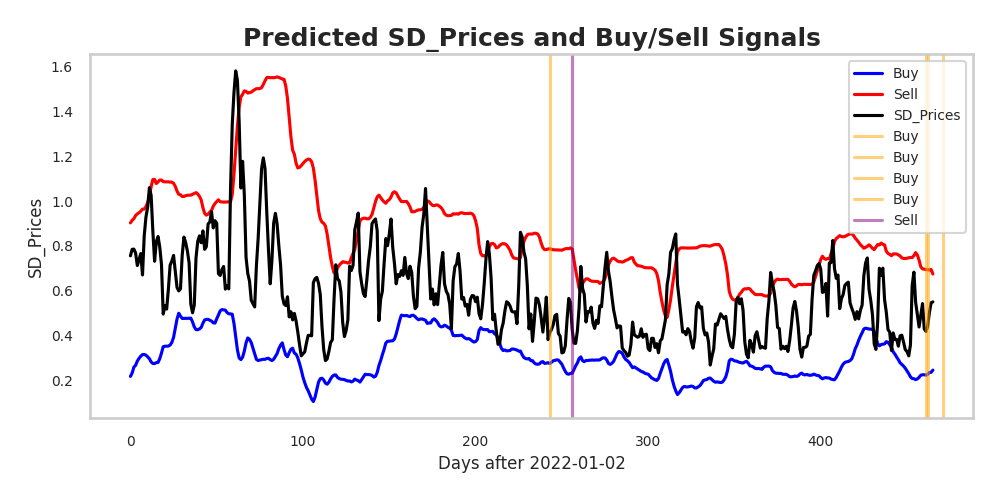 Predicted SD_Prices and Buy/Sell Signals
1.6
1.4
1.2
1.0
0.8
0.6
0.4
0.2
SD_Prices
Buy
Sell
SD_Prices
Buy
Buy
Buy
Buy
Sell
0
100
200
300
400
Days after 2022-01-02